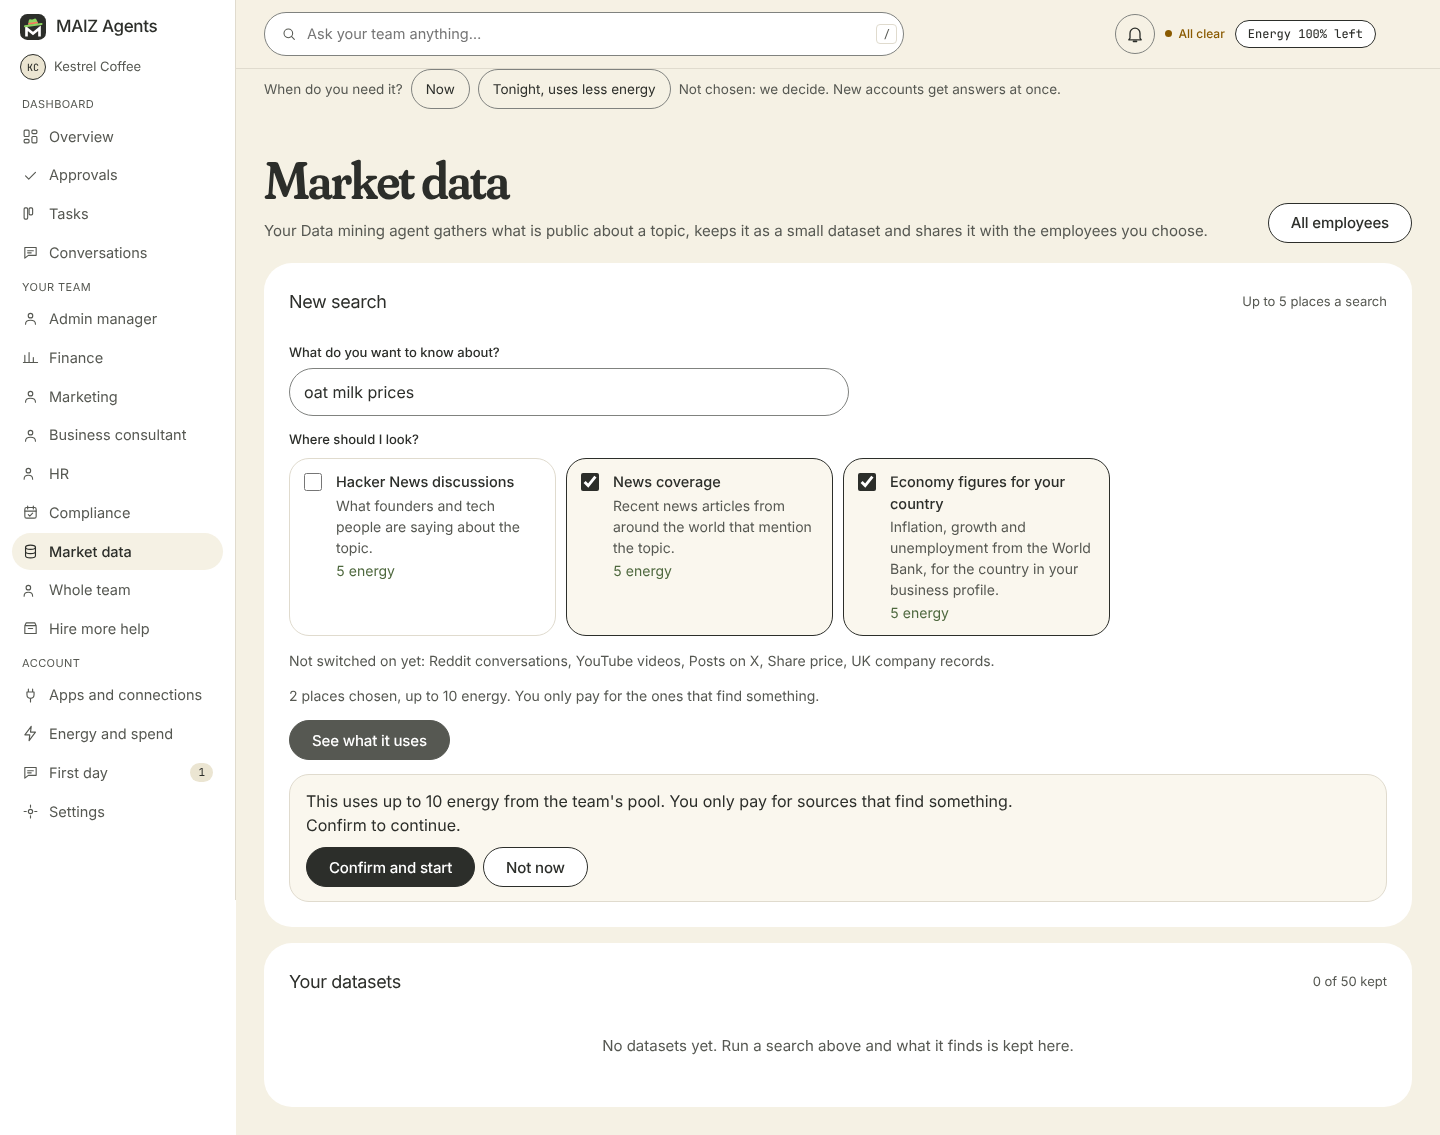 MAIZ Agents
KC
Kestrel Coffee
DASHBOARD
Overview
Approvals
Tasks
Conversations
YOUR TEAM
Admin manager
Finance
Marketing
Business consultant
HR
Compliance
Market data
Whole team
Hire more help
ACCOUNT
Apps and connections
Energy and spend
First day
1
Settings
Ask your team anything...
/
All clear
Energy 100% left
When do you need it?
Now
Tonight, uses less energy
Not chosen: we decide. New accounts get answers at once.
Market data
Your Data mining agent gathers what is public about a topic, keeps it as a small dataset and shares it with the employees you choose.
All employees
New search
Up to 5 places a search
What do you want to know about?
oat milk prices
Where should I look?
Hacker News discussions
What founders and tech
people are saying about the
topic.
5 energy
News coverage
Recent news articles from
around the world that mention
the topic.
5 energy
Economy figures for your
country
Inflation, growth and
unemployment from the World
Bank, for the country in your
business profile.
5 energy
Not switched on yet: Reddit conversations, YouTube videos, Posts on X, Share price, UK company records.
2 places chosen, up to 10 energy. You only pay for the ones that find something.
See what it uses
This uses up to 10 energy from the team's pool. You only pay for sources that find something.
Confirm to continue.
Confirm and start
Not now
Your datasets
0 of 50 kept
No datasets yet. Run a search above and what it finds is kept here.